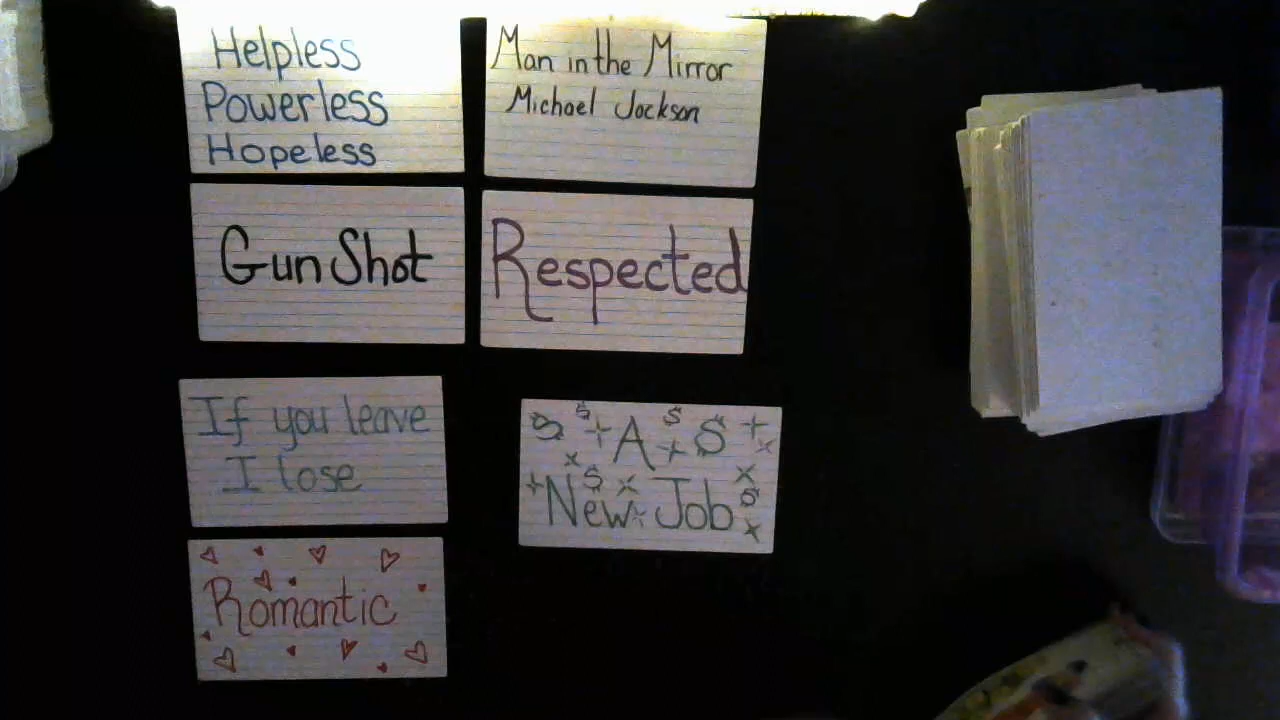 Helpless
Powerless
Hopeless
Man in the Mirror
Michael Jackson
Gun Shot
Respected
If you leave
I lose
$ A $
New Job
Romantic